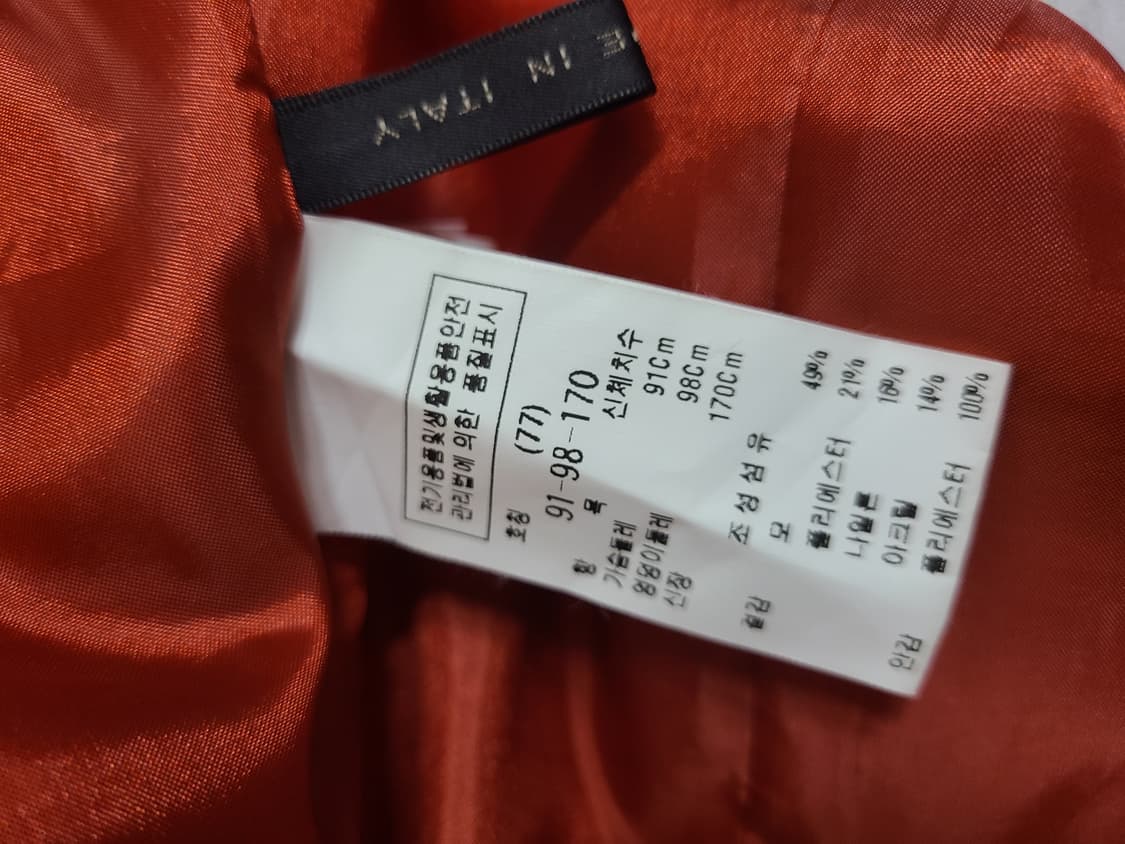 E IN ITALY
전기용품및생활용품안전
관리법에 의한 품질표시
(77)
호칭 91-98-170
항 목 신체치수
가슴둘레 91Cm
엉덩이둘레 98Cm
신장 170Cm
조 성 섬 유
겉감 모 49%
폴리에스터 21%
나일론 16%
아크릴 14%
안감 폴리에스터 100%